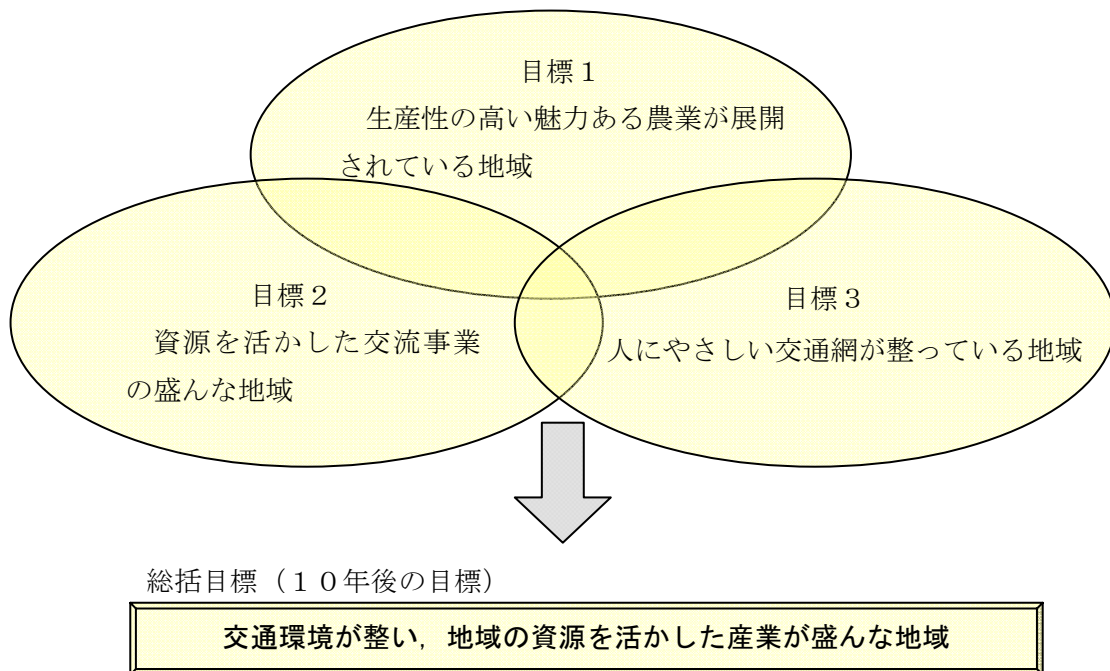 目標１
生産性の高い魅力ある農業が展開
されている地域
目標２
資源を活かした交流事業
の盛んな地域
目標３
人にやさしい交通網が整っている地域
総括目標（１０年後の目標）
交通環境が整い，地域の資源を活かした産業が盛んな地域